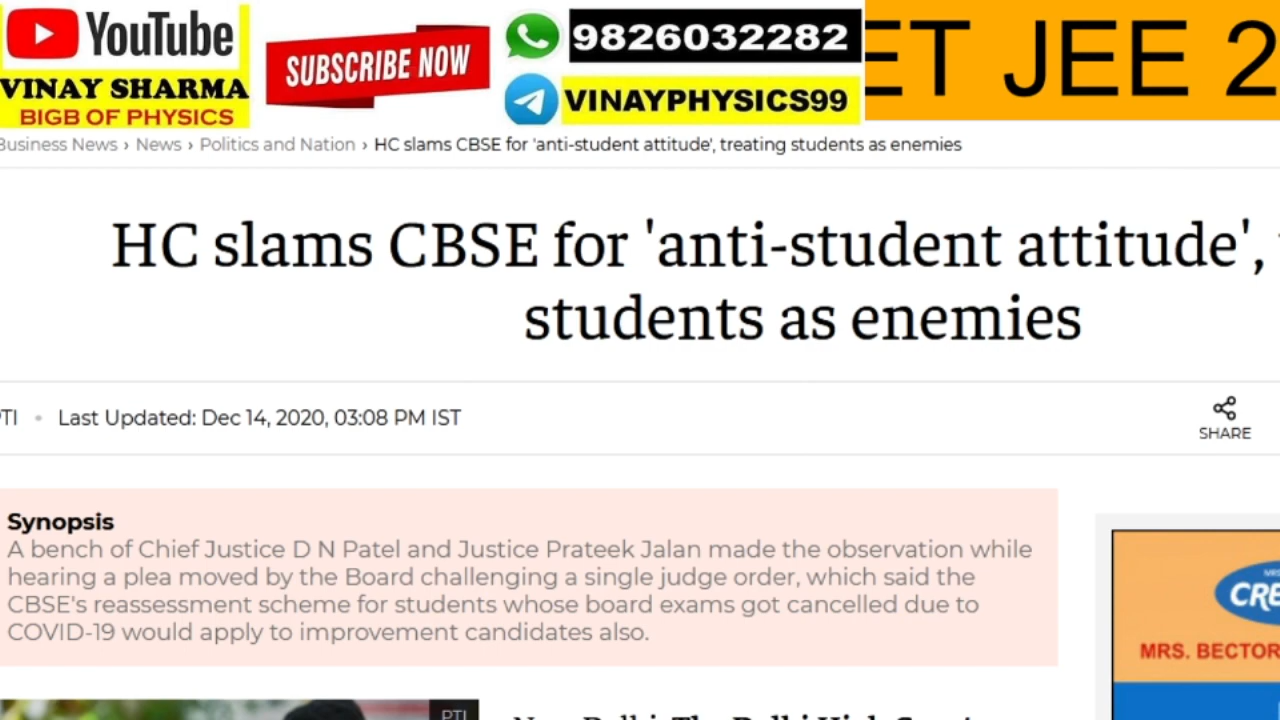 YouTube
VINAY SHARMA
BIGB OF PHYSICS
SUBSCRIBE NOW
9826032282
VINAYPHYSICS99
ET JEE 2
Business News › News › Politics and Nation › HC slams CBSE for 'anti-student attitude', treating students as enemies
HC slams CBSE for 'anti-student attitude',
students as enemies
PTI • Last Updated: Dec 14, 2020, 03:08 PM IST
SHARE
Synopsis
A bench of Chief Justice D N Patel and Justice Prateek Jalan made the observation while
hearing a plea moved by the Board challenging a single judge order, which said the
CBSE's reassessment scheme for students whose board exams got cancelled due to
COVID-19 would apply to improvement candidates also.
MRS. BECTOR
PTI